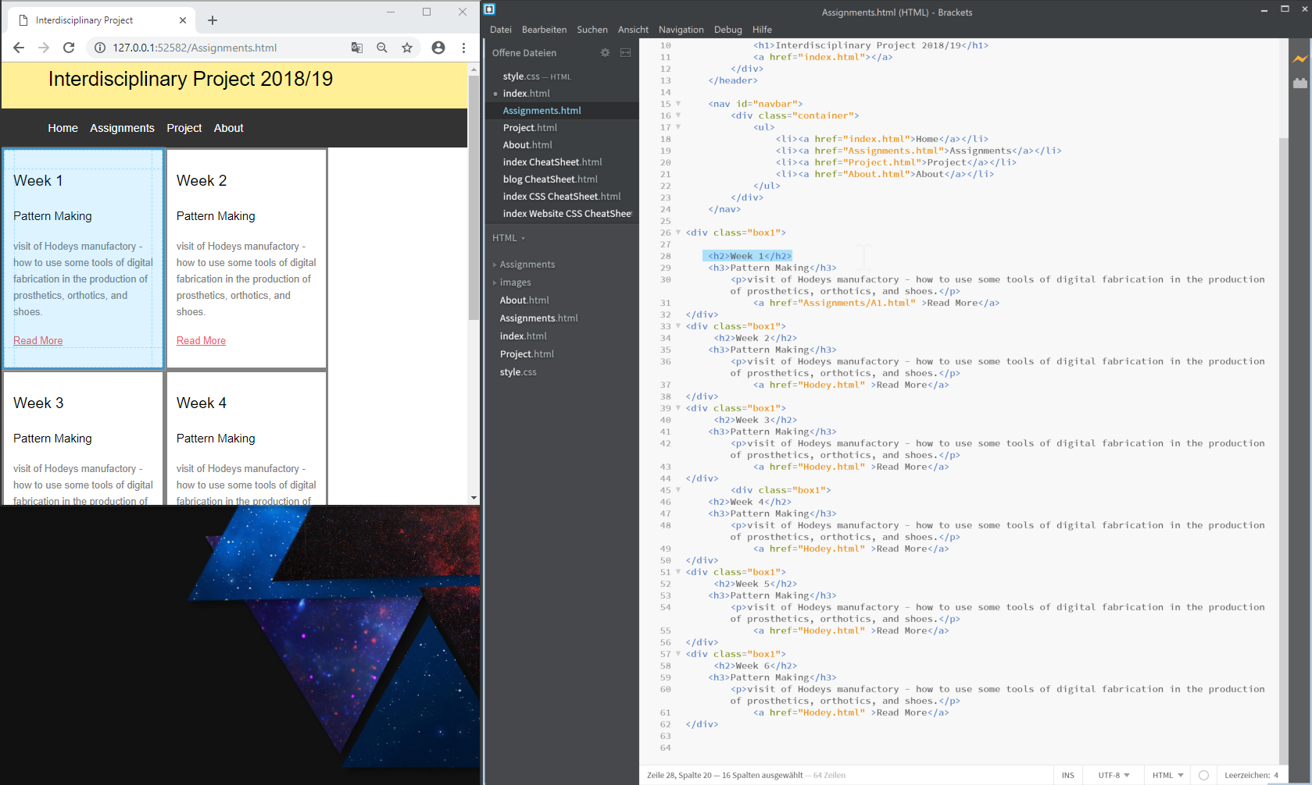 Interdisciplinary Project
127.0.0.1:52582/Assignments.html
Interdisciplinary Project 2018/19
Home Assignments Project About
Week 1
Pattern Making
visit of Hodeys manufactory -
how to use some tools of digital
fabrication in the production of
prosthetics, orthotics, and
shoes.
Read More
Week 2
Pattern Making
visit of Hodeys manufactory -
how to use some tools of digital
fabrication in the production of
prosthetics, orthotics, and
shoes.
Read More
Week 3
Pattern Making
visit of Hodeys manufactory -
how to use some tools of digital
fabrication in the production of
Week 4
Pattern Making
visit of Hodeys manufactory -
how to use some tools of digital
fabrication in the production of
Assignments.html (HTML) - Brackets
Datei Bearbeiten Suchen Ansicht Navigation Debug Hilfe
Offene Dateien
style.css — HTML
index.html
Assignments.html
Project.html
About.html
index CheatSheet.html
blog CheatSheet.html
index CSS CheatSheet.html
index Website CSS CheatSheet
HTML
Assignments
images
About.html
Assignments.html
index.html
Project.html
style.css
10 <h1>Interdisciplinary Project 2018/19</h1>
11 <a href="index.html"></a>
12 </div>
13 </header>
14
15 <nav id="navbar">
16 <div class="container">
17 <ul>
18 <li><a href="index.html">Home</a></li>
19 <li><a href="Assignments.html">Assignments</a></li>
20 <li><a href="Project.html">Project</a></li>
21 <li><a href="About.html">About</a></li>
22 </ul>
23 </div>
24 </nav>
25
26 <div class="box1">
27
28 <h2>Week 1</h2>
29 <h3>Pattern Making</h3>
30 <p>visit of Hodeys manufactory - how to use some tools of digital fabrication in the production
of prosthetics, orthotics, and shoes.</p>
31 <a href="Assignments/A1.html" >Read More</a>
32 </div>
33 <div class="box1">
34 <h2>Week 2</h2>
35 <h3>Pattern Making</h3>
36 <p>visit of Hodeys manufactory - how to use some tools of digital fabrication in the production
of prosthetics, orthotics, and shoes.</p>
37 <a href="Hodey.html" >Read More</a>
38 </div>
39 <div class="box1">
40 <h2>Week 3</h2>
41 <h3>Pattern Making</h3>
42 <p>visit of Hodeys manufactory - how to use some tools of digital fabrication in the production
of prosthetics, orthotics, and shoes.</p>
43 <a href="Hodey.html" >Read More</a>
44 </div>
45 <div class="box1">
46 <h2>Week 4</h2>
47 <h3>Pattern Making</h3>
48 <p>visit of Hodeys manufactory - how to use some tools of digital fabrication in the production
of prosthetics, orthotics, and shoes.</p>
49 <a href="Hodey.html" >Read More</a>
50 </div>
51 <div class="box1">
52 <h2>Week 5</h2>
53 <h3>Pattern Making</h3>
54 <p>visit of Hodeys manufactory - how to use some tools of digital fabrication in the production
of prosthetics, orthotics, and shoes.</p>
55 <a href="Hodey.html" >Read More</a>
56 </div>
57 <div class="box1">
58 <h2>Week 6</h2>
59 <h3>Pattern Making</h3>
60 <p>visit of Hodeys manufactory - how to use some tools of digital fabrication in the production
of prosthetics, orthotics, and shoes.</p>
61 <a href="Hodey.html" >Read More</a>
62 </div>
63
64
Zeile 28, Spalte 20 — 16 Spalten ausgewählt — 64 Zeilen INS UTF-8 HTML Leerzeichen: 4